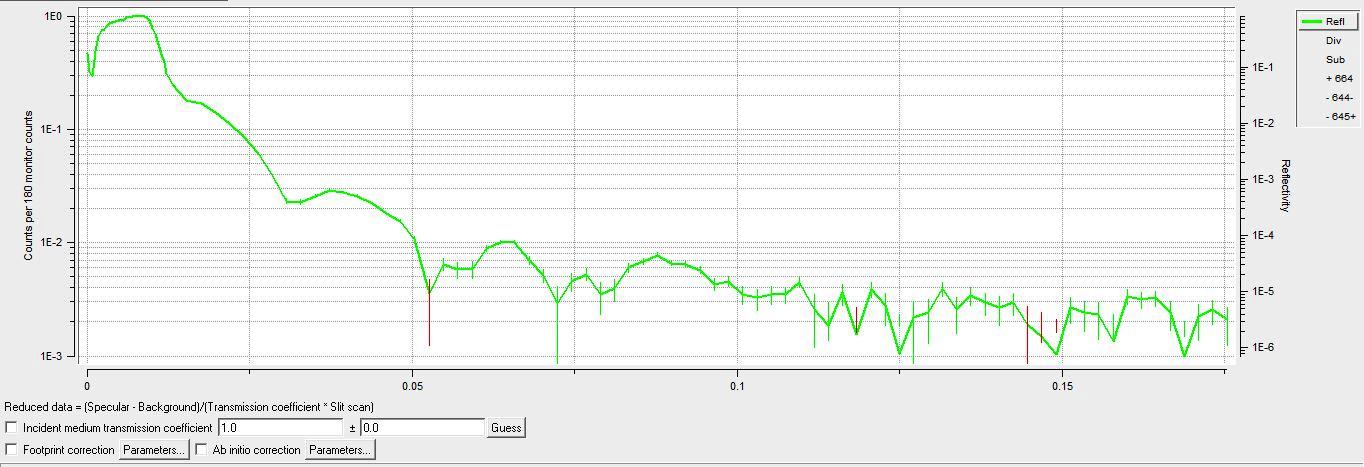 1E0
1E-1
1E-2
1E-3
Counts per 180 monitor counts
1E-1
1E-2
1E-3
1E-4
1E-5
1E-6
Reflectivity
Refl
Div
Sub
+ 664
- 644-
- 645+
0 0.05 0.1 0.15
Reduced data = (Specular - Background)/(Transmission coefficient * Slit scan)
Incident medium transmission coefficient 1.0 ± 0.0 Guess
Footprint correction Parameters... Ab initio correction Parameters...